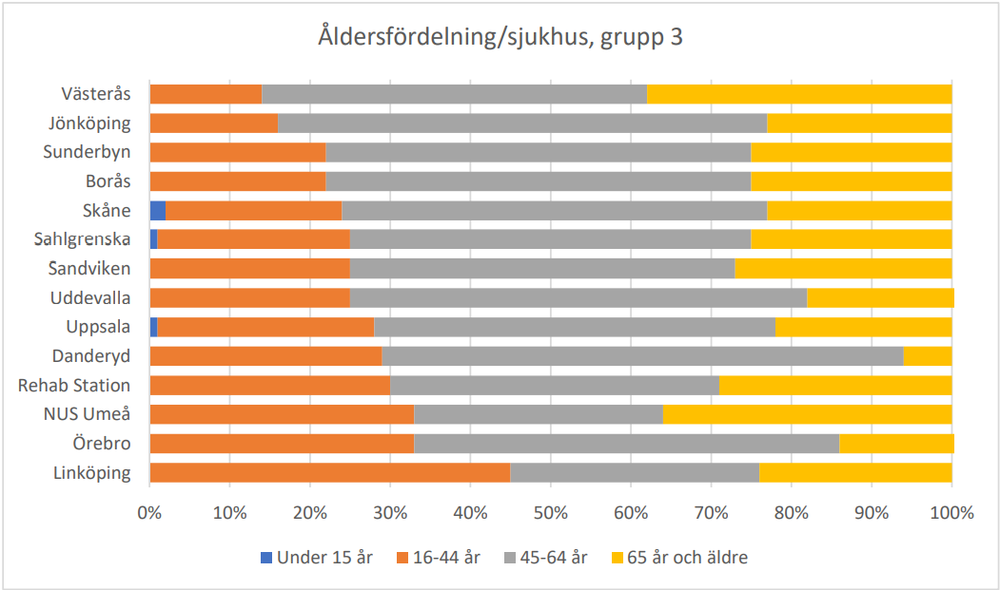 Åldersfördelning/sjukhus, grupp 3
Västerås
Jönköping
Sunderbyn
Borås
Skåne
Sahlgrenska
Sandviken
Uddevalla
Uppsala
Danderyd
Rehab Station
NUS Umeå
Örebro
Linköping
0% 10% 20% 30% 40% 50% 60% 70% 80% 90% 100%
Under 15 år 16-44 år 45-64 år 65 år och äldre